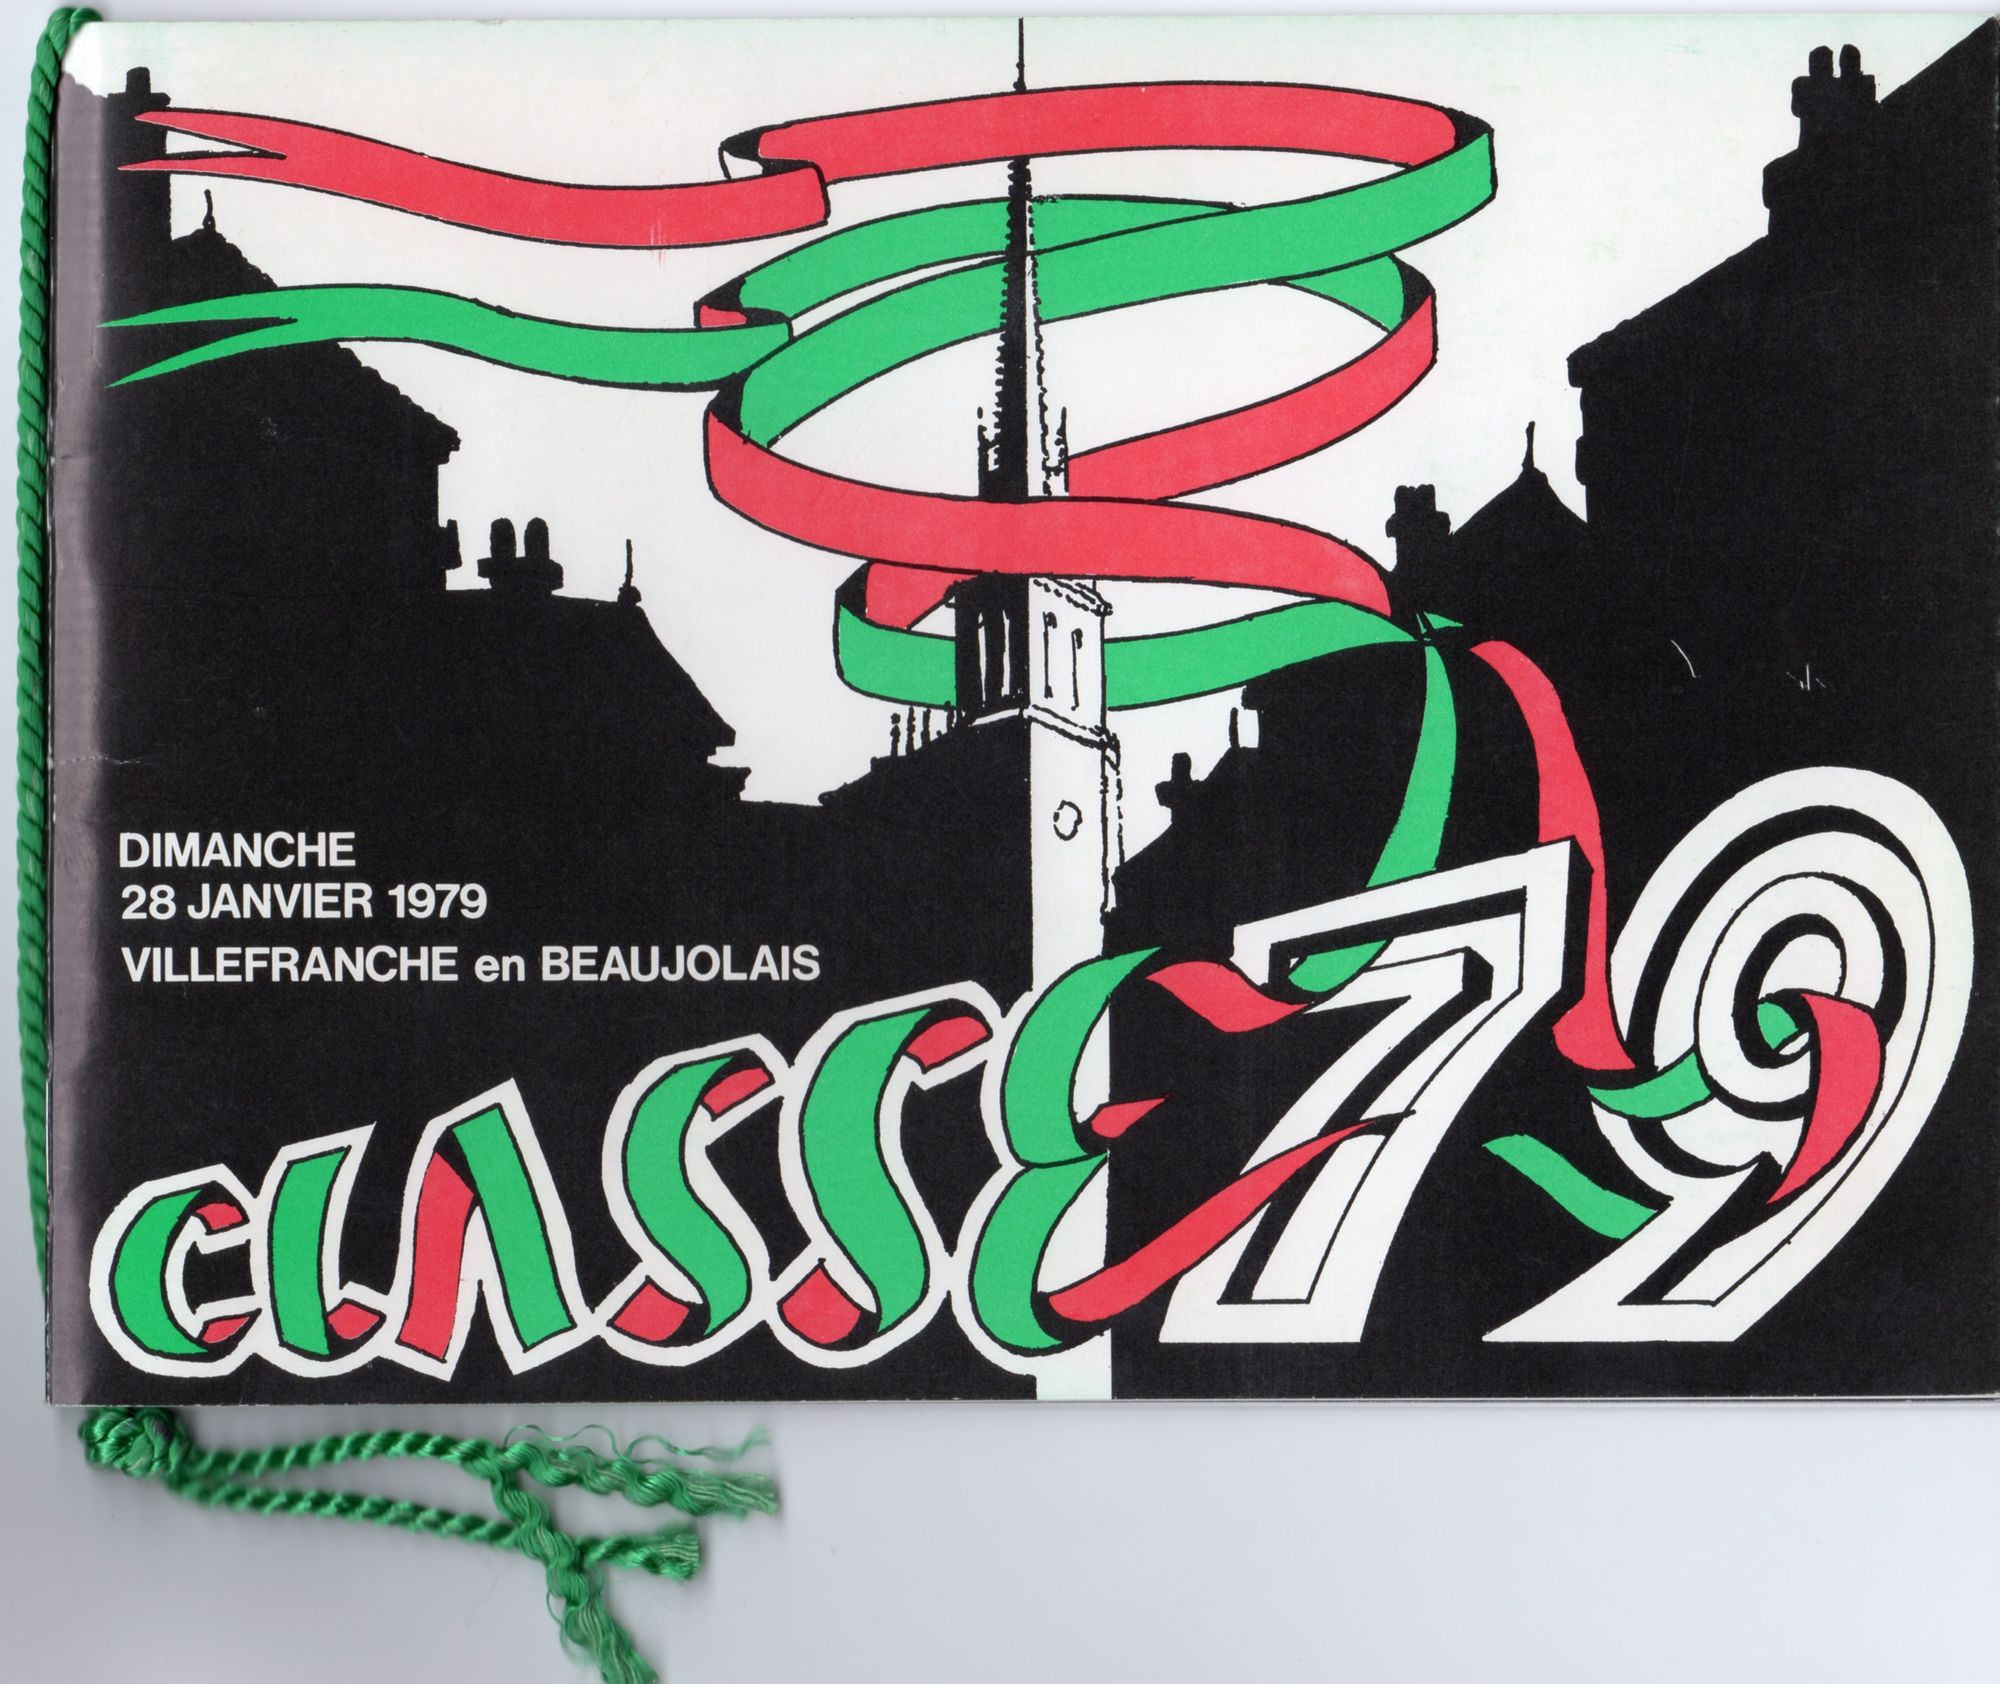 DIMANCHE
28 JANVIER 1979
VILLEFRANCHE en BEAUJOLAIS
CLASSE 79